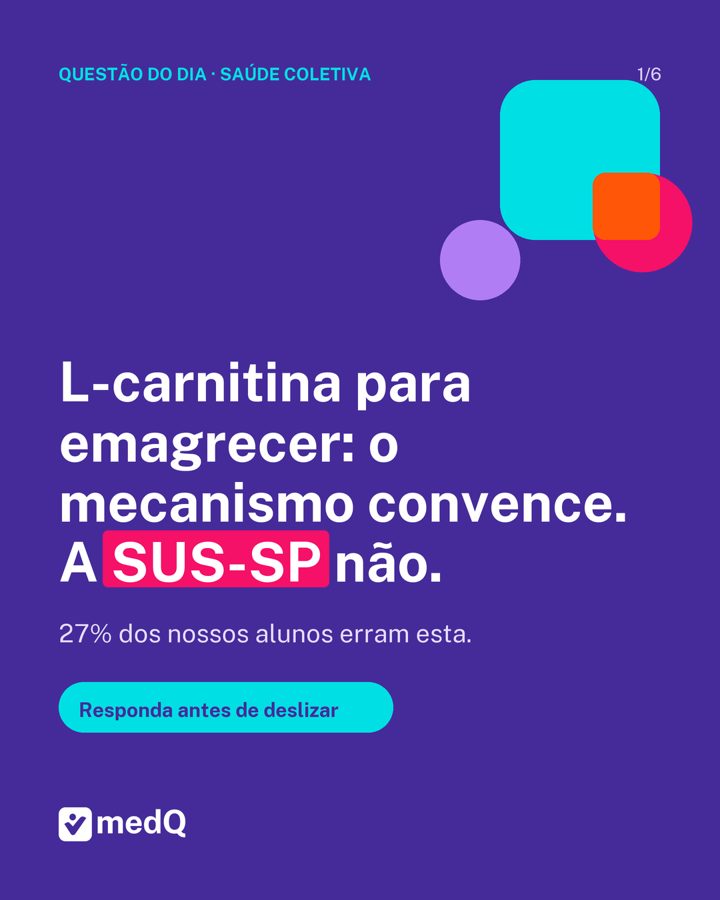 QUESTÃO DO DIA · SAÚDE COLETIVA
1/6
L-carnitina para
emagrecer: o
mecanismo convence.
A SUS-SP não.
27% dos nossos alunos erram esta.
Responda antes de deslizar
medQ